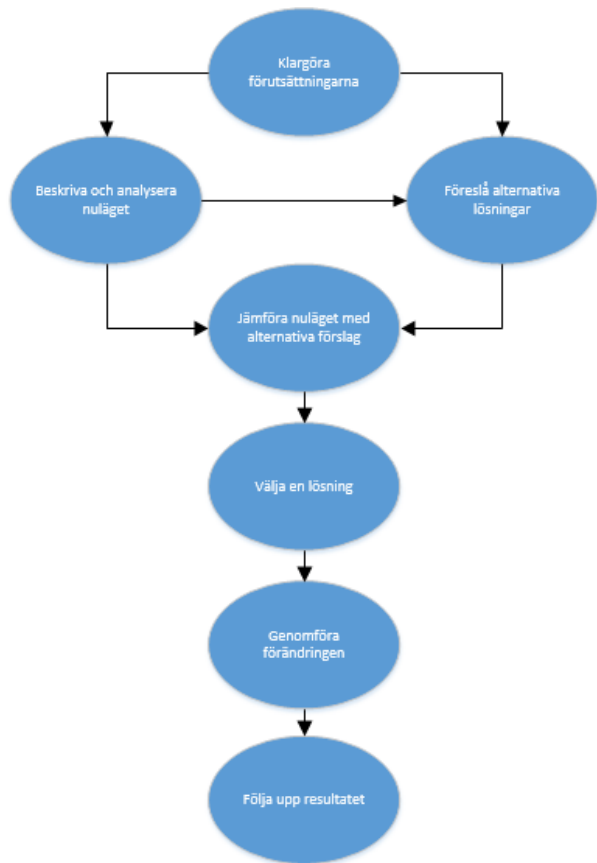 Klargöra
förutsättningarna
Beskriva och analysera
nuläget
Föreslå alternativa
lösningar
Jämföra nuläget med
alternativa förslag
Välja en lösning
Genomföra
förändringen
Följa upp resultatet